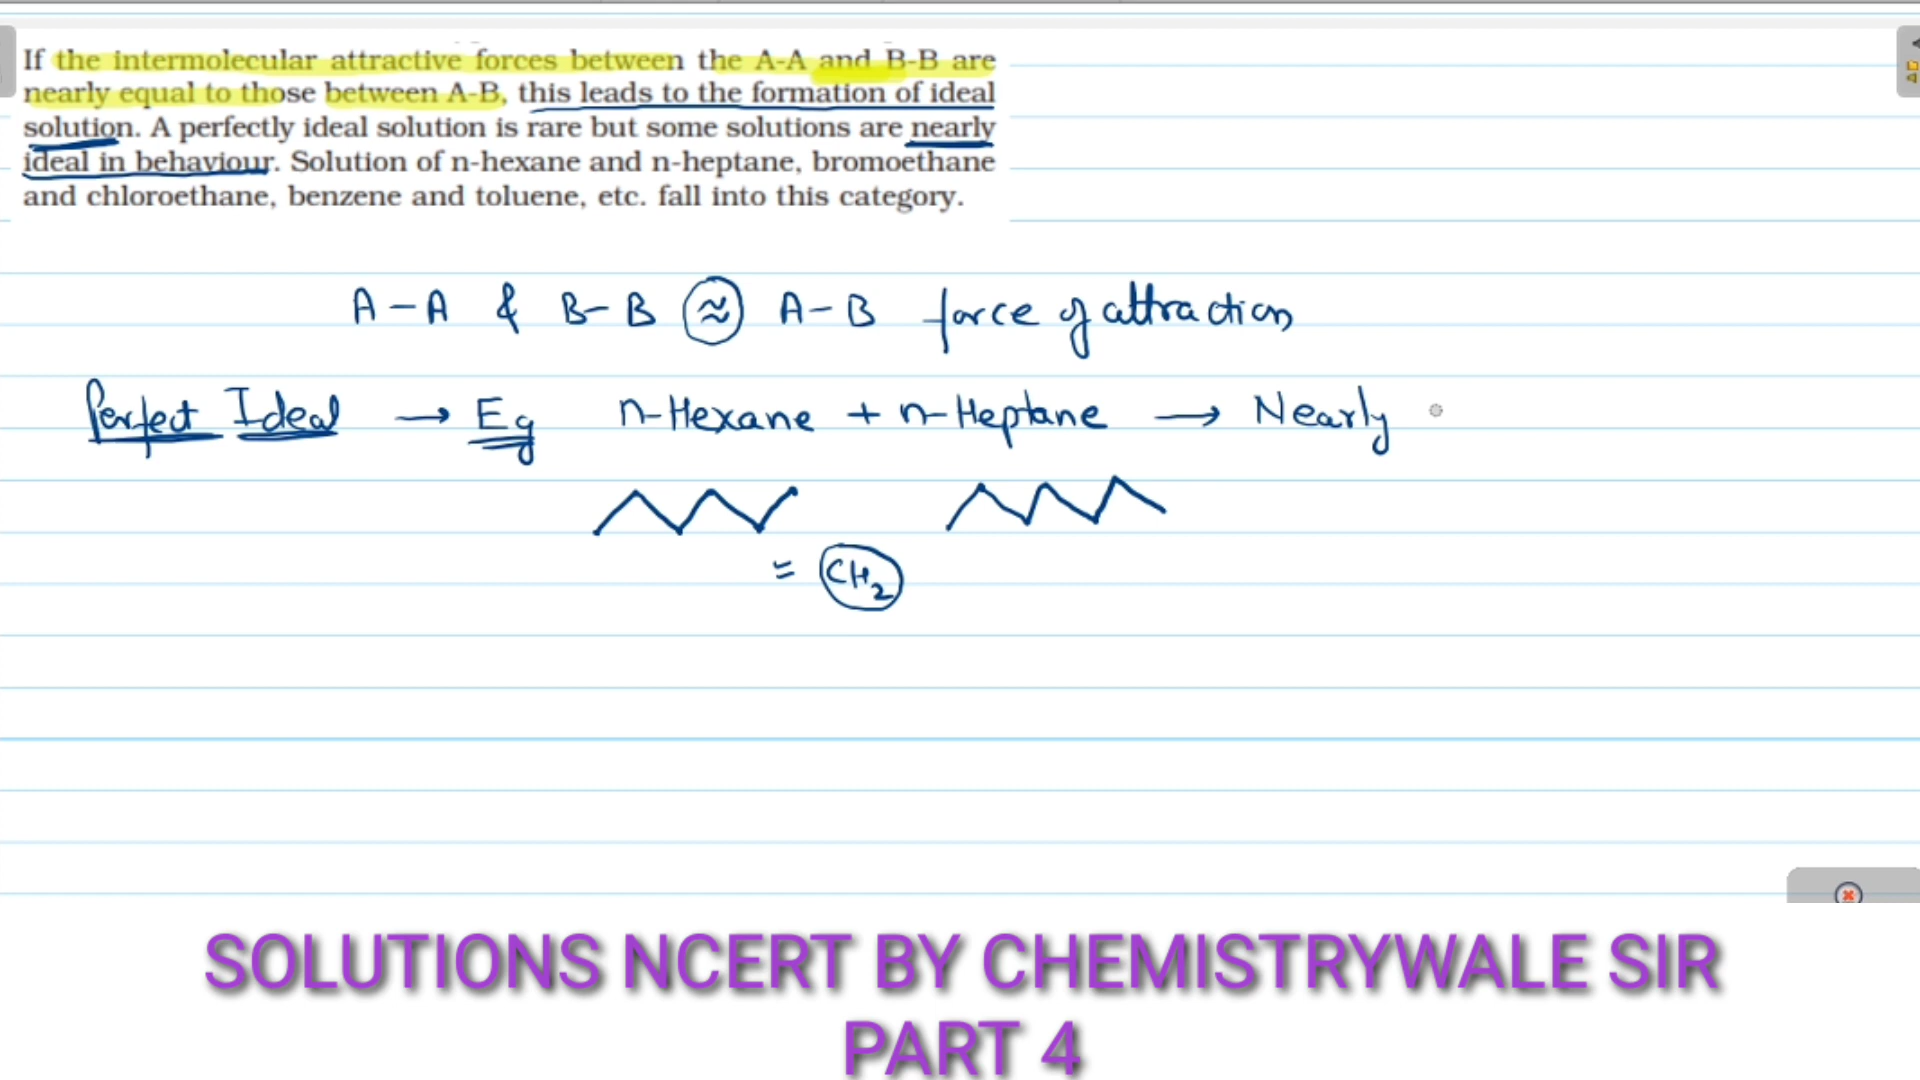 If the intermolecular attractive forces between the A-A and B-B are
nearly equal to those between A-B, this leads to the formation of ideal
solution. A perfectly ideal solution is rare but some solutions are nearly
ideal in behaviour. Solution of n-hexane and n-heptane, bromoethane
and chloroethane, benzene and toluene, etc. fall into this category.
A-A & B-B ≈ A-B force of attraction
Perfect Ideal → Eg n-Hexane + n-Heptane → Nearly
= CH₂
SOLUTIONS NCERT BY CHEMISTRYWALE SIR
PART 4